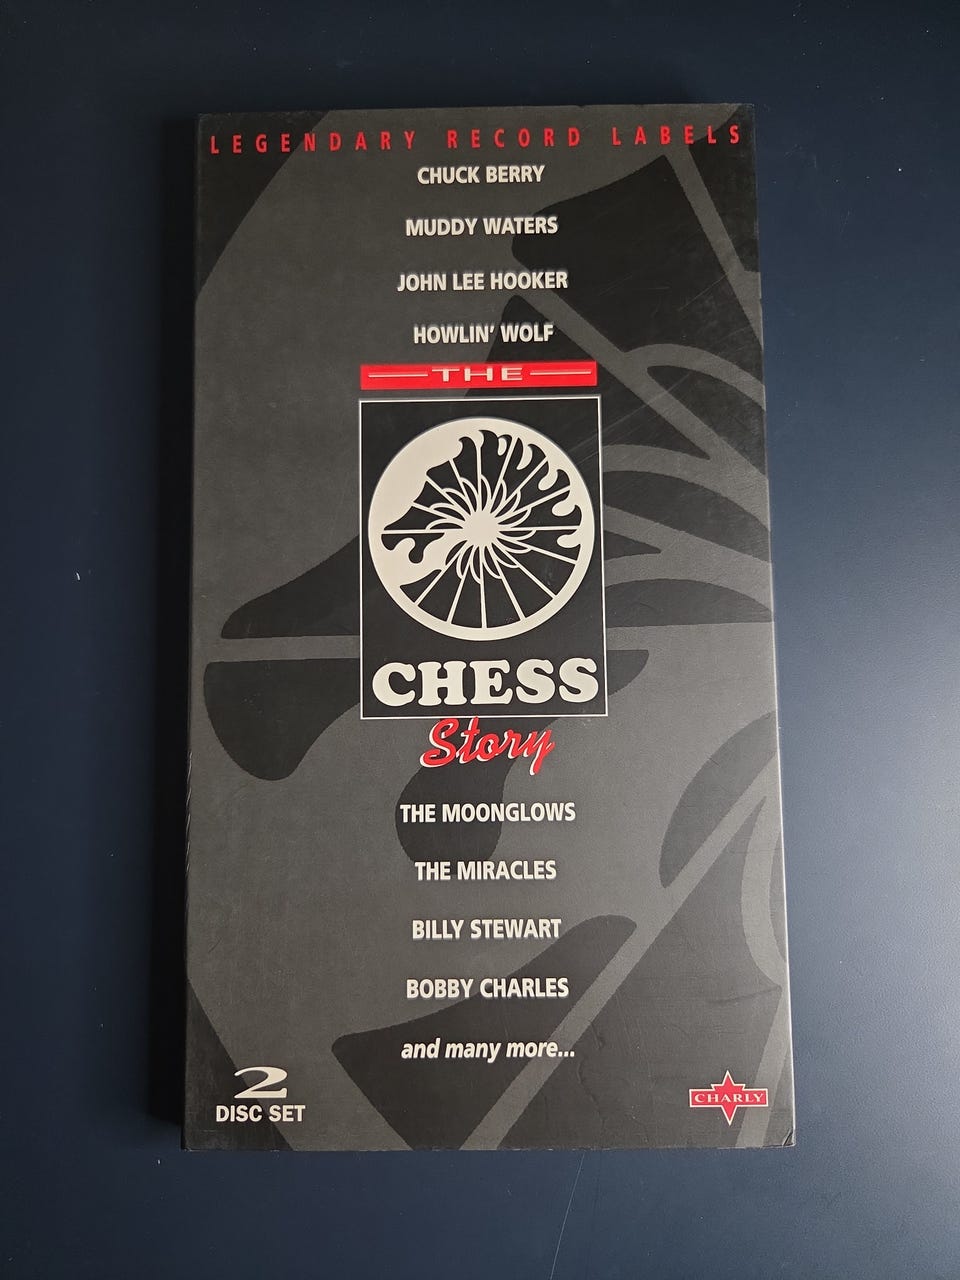 LEGENDARY RECORD LABELS
CHUCK BERRY
MUDDY WATERS
JOHN LEE HOOKER
HOWLIN' WOLF
THE
CHESS
Story
THE MOONGLOWS
THE MIRACLES
BILLY STEWART
BOBBY CHARLES
and many more...
2
DISC SET
CHARLY